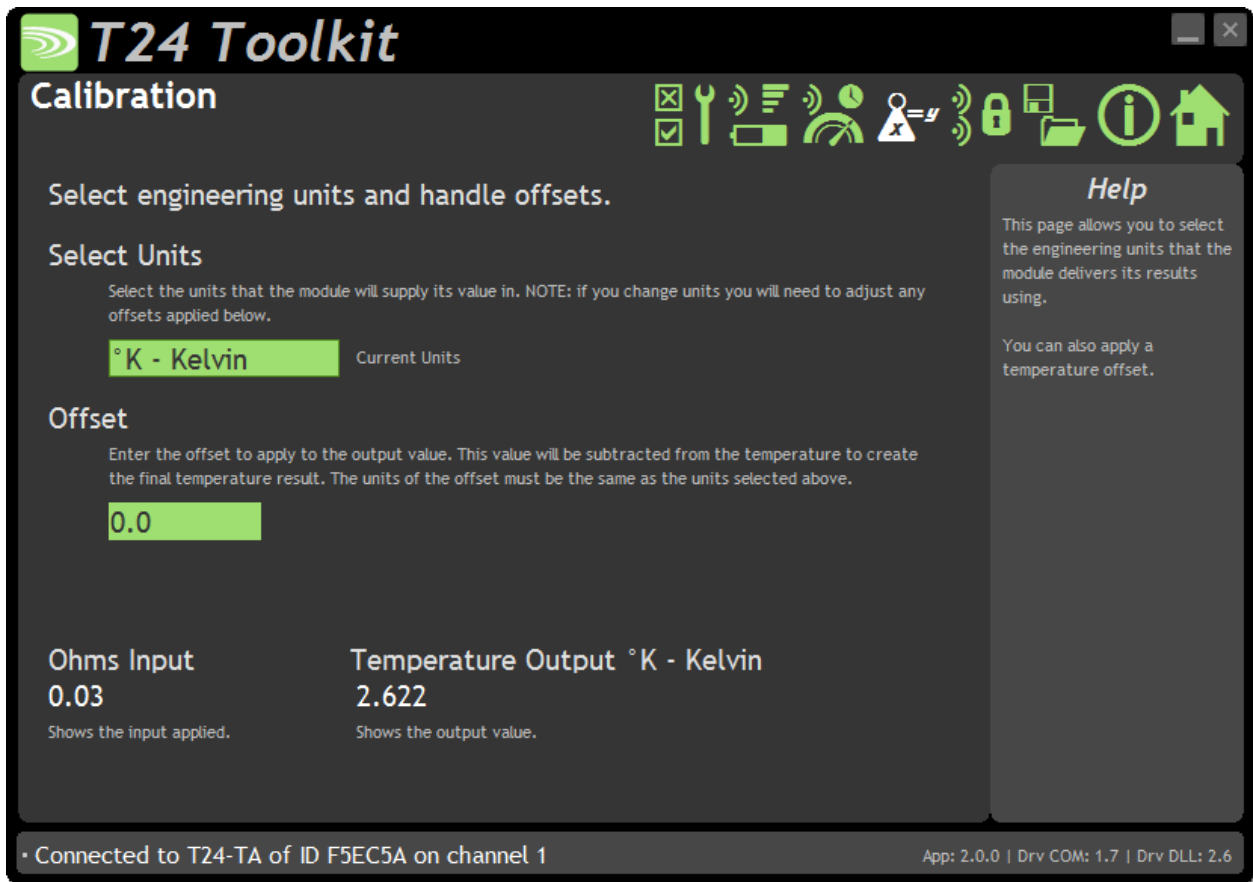 T24 Toolkit
Calibration
x=y
Select engineering units and handle offsets.
Select Units
Select the units that the module will supply its value in. NOTE: if you change units you will need to adjust any
offsets applied below.
°K - Kelvin
Current Units
Offset
Enter the offset to apply to the output value. This value will be subtracted from the temperature to create
the final temperature result. The units of the offset must be the same as the units selected above.
0.0
Ohms Input
0.03
Shows the input applied.
Temperature Output °K - Kelvin
2.622
Shows the output value.
Help
This page allows you to select
the engineering units that the
module delivers its results
using.
You can also apply a
temperature offset.
Connected to T24-TA of ID F5EC5A on channel 1
App: 2.0.0 | Drv COM: 1.7 | Drv DLL: 2.6